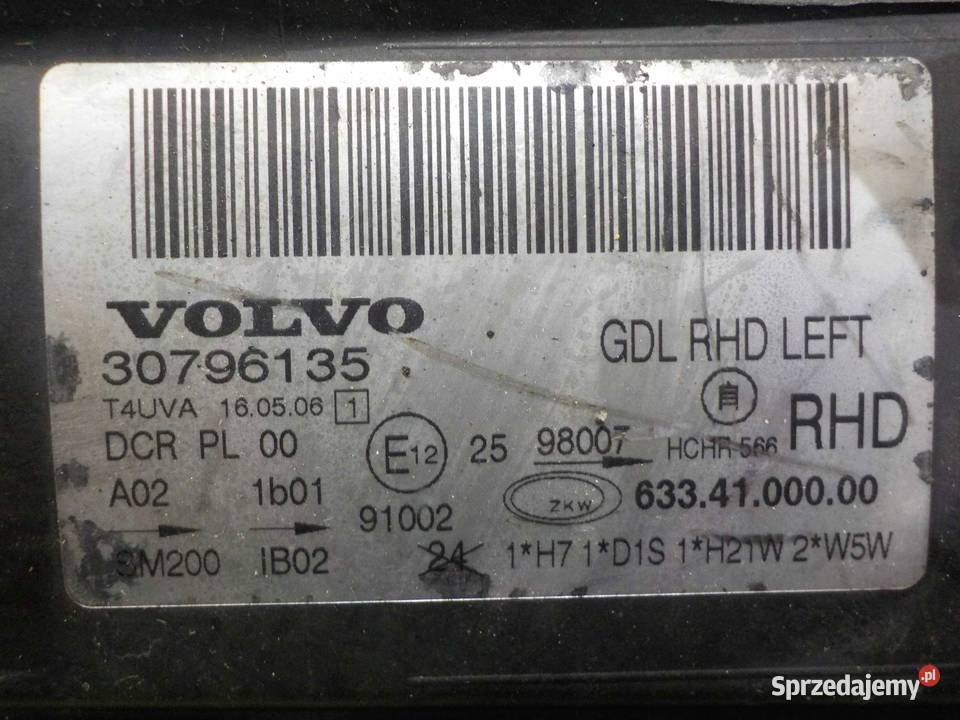 VOLVO
30796135
GDL RHD LEFT
T4UVA 16.05.06 1
自
RHD
DCR PL 00
E12
25 98007
HCHR 566
A02 1b01
91002
ZKW
633.41.000.00
SM200 IB02
24
1*H7 1*D1S 1*H21W 2*W5W
Sprzedajemy.pl